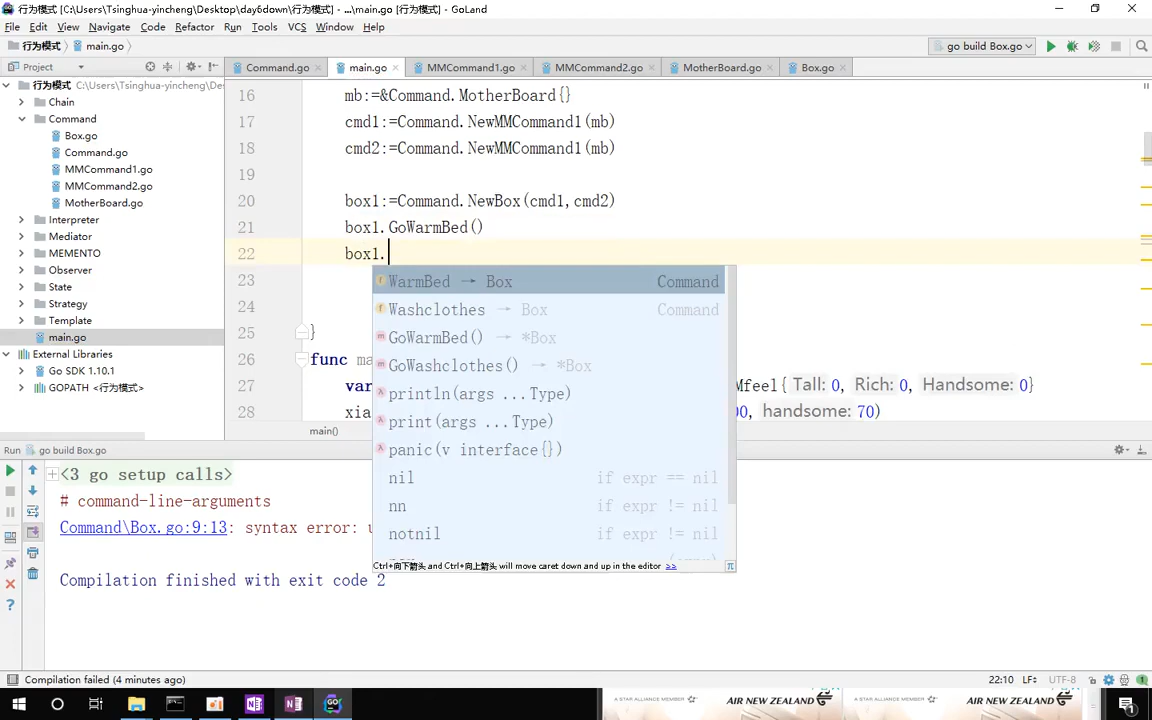 行为模式 [C:\Users\Tsinghua-yincheng\Desktop\day6down\行为模式] - ...\main.go [行为模式] - GoLand
File Edit View Navigate Code Refactor Run Tools VCS Window Help
行为模式 main.go go build Box.go
Project Command.go main.go MMCommand1.go MMCommand2.go MotherBoard.go Box.go
行为模式 C:\Users\Tsinghua-yincheng\Des
Chain
Command
Box.go
Command.go
MMCommand1.go
MMCommand2.go
MotherBoard.go
Interpreter
Mediator
MEMENTO
Observer
State
Strategy
Template
main.go
External Libraries
Go SDK 1.10.1
GOPATH <行为模式>
16 mb:=&Command.MotherBoard{}
17 cmd1:=Command.NewMMCommand1(mb)
18 cmd2:=Command.NewMMCommand1(mb)
19
20 box1:=Command.NewBox(cmd1,cmd2)
21 box1.GoWarmBed()
22 box1.
23
24
25 }
26 func ma
27 var Mfeel{ Tall: 0, Rich: 0, Handsome: 0}
28 xia 00, handsome: 70)
WarmBed → Box Command
Washclothes → Box Command
GoWarmBed() → *Box
GoWashclothes() → *Box
println(args ...Type)
print(args ...Type)
panic(v interface{})
nil if expr == nil
nn if expr != nil
notnil if expr != nil
Ctrl+向下箭头 and Ctrl+向上箭头 will move caret down and up in the editor >>
π
main()
Run go build Box.go
<3 go setup calls>
# command-line-arguments
Command\Box.go:9:13: syntax error: u
Compilation finished with exit code 2
Compilation failed (4 minutes ago) 22:10 LF÷ UTF-8÷
A STAR ALLIANCE MEMBER AIR NEW ZEALAND A STAR ALLIANCE MEMBER AIR NEW ZEALAND